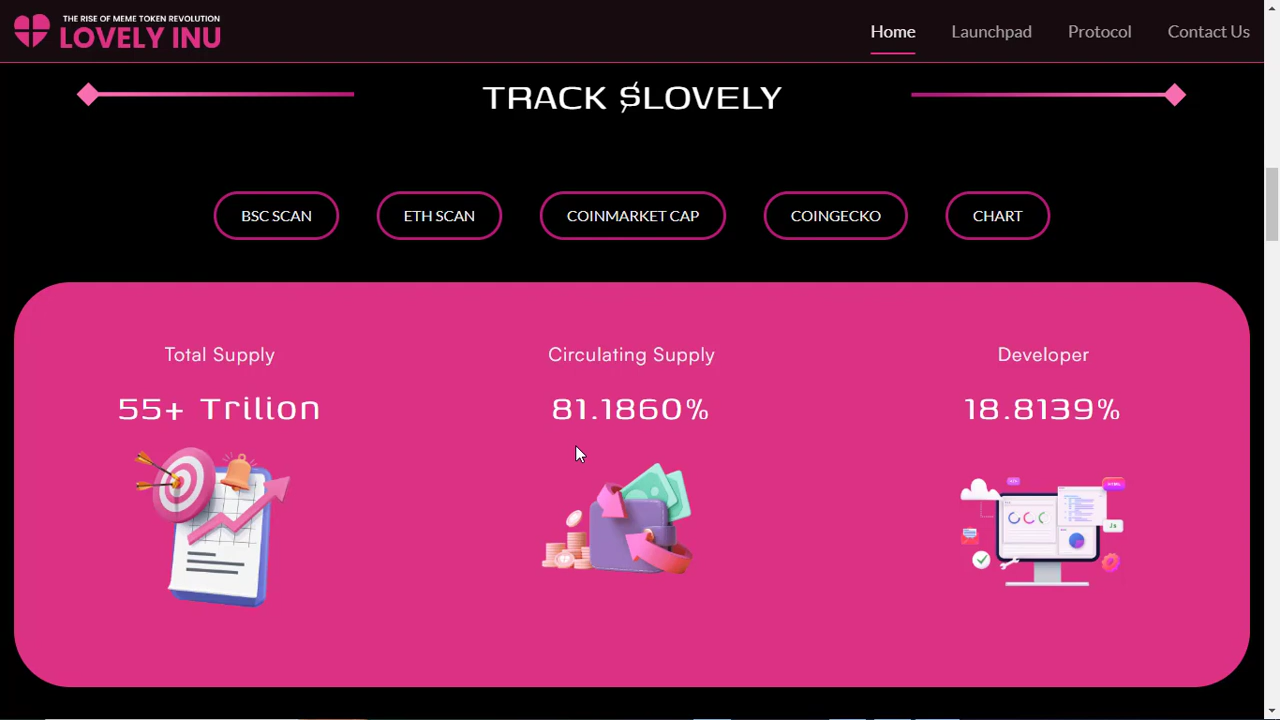 THE RISE OF MEME TOKEN REVOLUTION
LOVELY INU
Home
Launchpad
Protocol
Contact Us
TRACK $LOVELY
BSC SCAN
ETH SCAN
COINMARKET CAP
COINGECKO
CHART
Total Supply
55+ Trilion
Circulating Supply
81.1860%
Developer
18.8139%